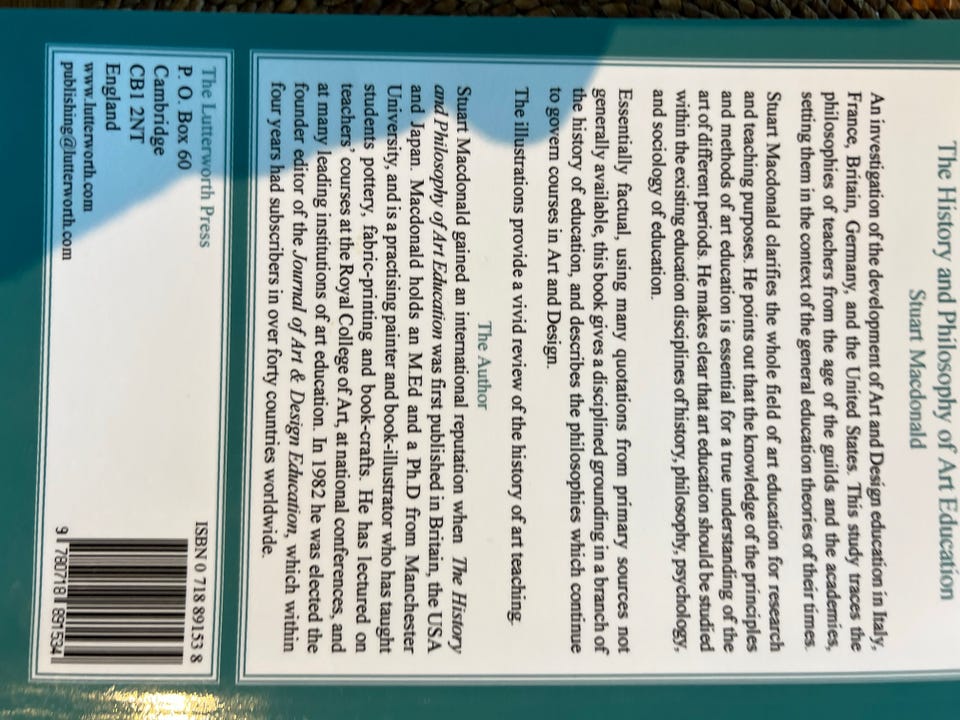 The History and Philosophy of Art Education
Stuart Macdonald
An investigation of the development of Art and Design education in Italy,
France, Britain, Germany, and the United States. This study traces the
philosophies of teachers from the age of the guilds and the academies,
setting them in the context of the general education theories of their times.
Stuart Macdonald clarifies the whole field of art education for research
and teaching purposes. He points out that the knowledge of the principles
and methods of art education is essential for a true understanding of the
art of different periods. He makes clear that art education should be studied
within the existing education disciplines of history, philosophy, psychology,
and sociology of education.
Essentially factual, using many quotations from primary sources not
generally available, this book gives a disciplined grounding in a branch of
the history of education, and describes the philosophies which continue
to govern courses in Art and Design.
The illustrations provide a vivid review of the history of art teaching.
The Author
Stuart Macdonald gained an international reputation when The History
and Philosophy of Art Education was first published in Britain, the USA
and Japan. Macdonald holds an M.Ed and a Ph.D from Manchester
University, and is a practising painter and book-illustrator who has taught
students pottery, fabric-printing and book-crafts. He has lectured on
teachers' courses at the Royal College of Art, at national conferences, and
at many leading institutions of art education. In 1982 he was elected the
founder editor of the Journal of Art & Design Education, which within
four years had subscribers in over forty countries worldwide.
The Lutterworth Press
P. O. Box 60
Cambridge
CB1 2NT
England
www.lutterworth.com
publishing@lutterworth.com
ISBN 0 718 89153 8
9 780718 891534